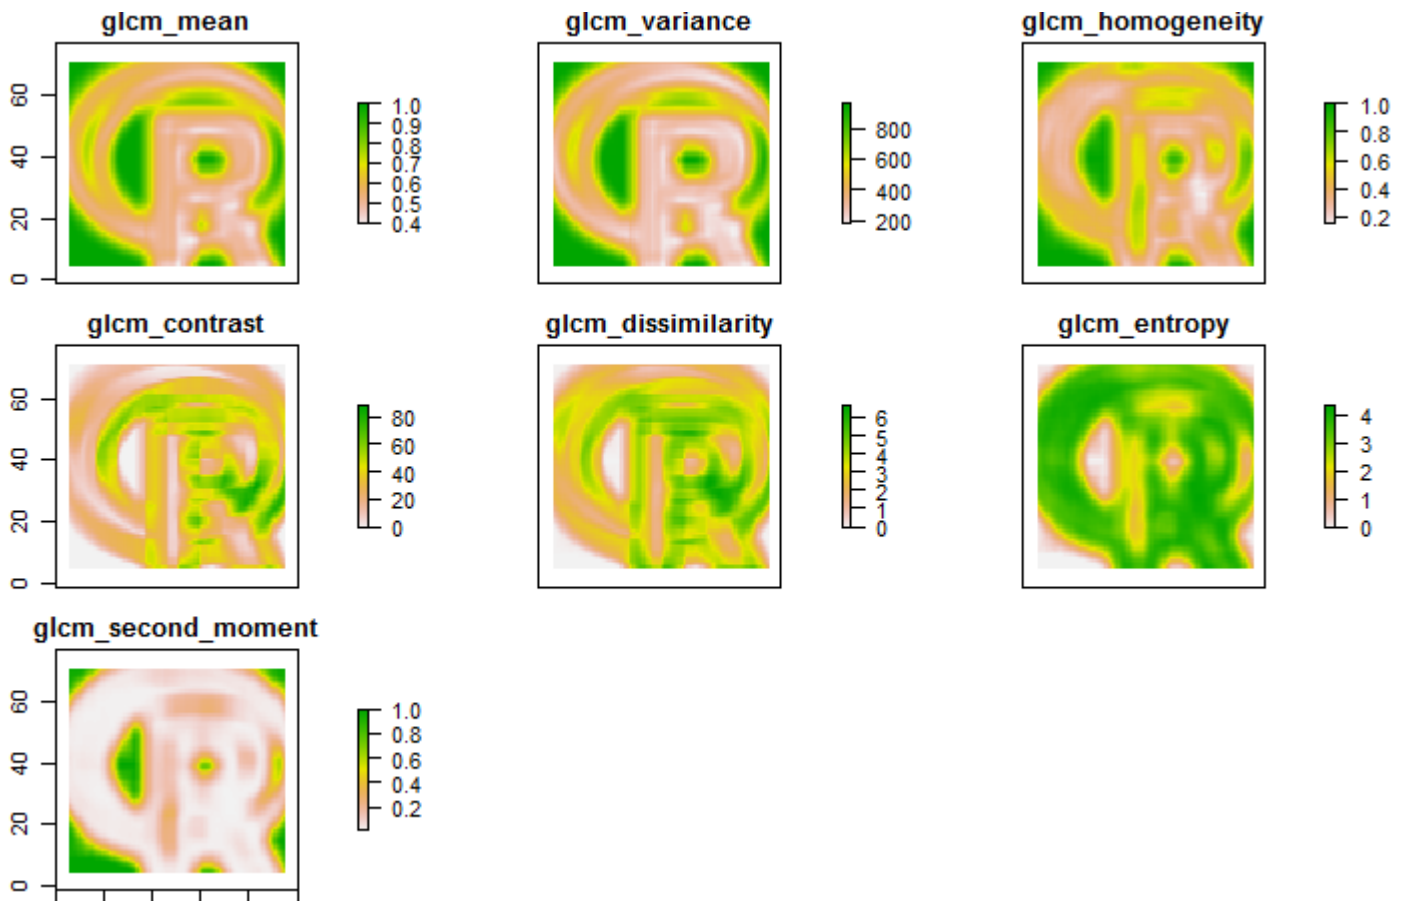 glcm_mean glcm_variance glcm_homogeneity
60 1.0 800 1.0
40 0.9 600 0.8
20 0.8 400 0.6
0 0.7 200 0.4
0.6 0.2
0.5
0.4
glcm_contrast glcm_dissimilarity glcm_entropy
60 80 6 4
40 60 5 3
20 40 4 2
0 20 3 1
0 2 0
1
0
glcm_second_moment
60 1.0
40 0.8
20 0.6
0 0.4
0.2